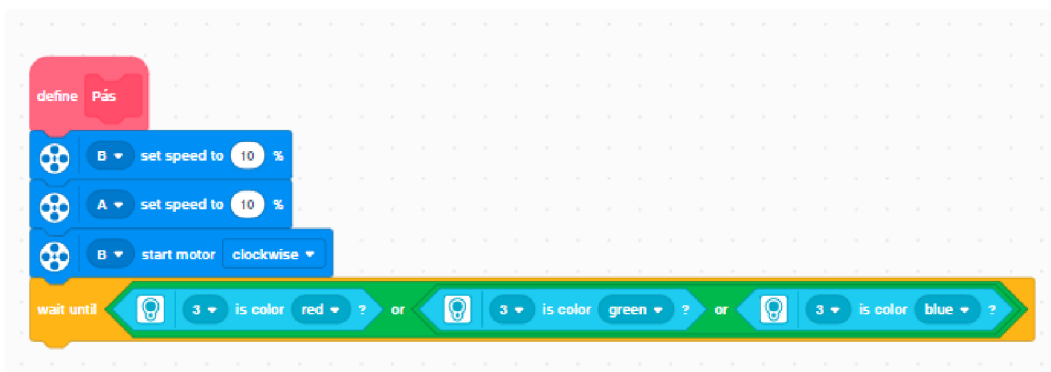 define Pás
B set speed to 10 %
A set speed to 10 %
B start motor clockwise
wait until 3 is color red ? or 3 is color green ? or 3 is color blue ?